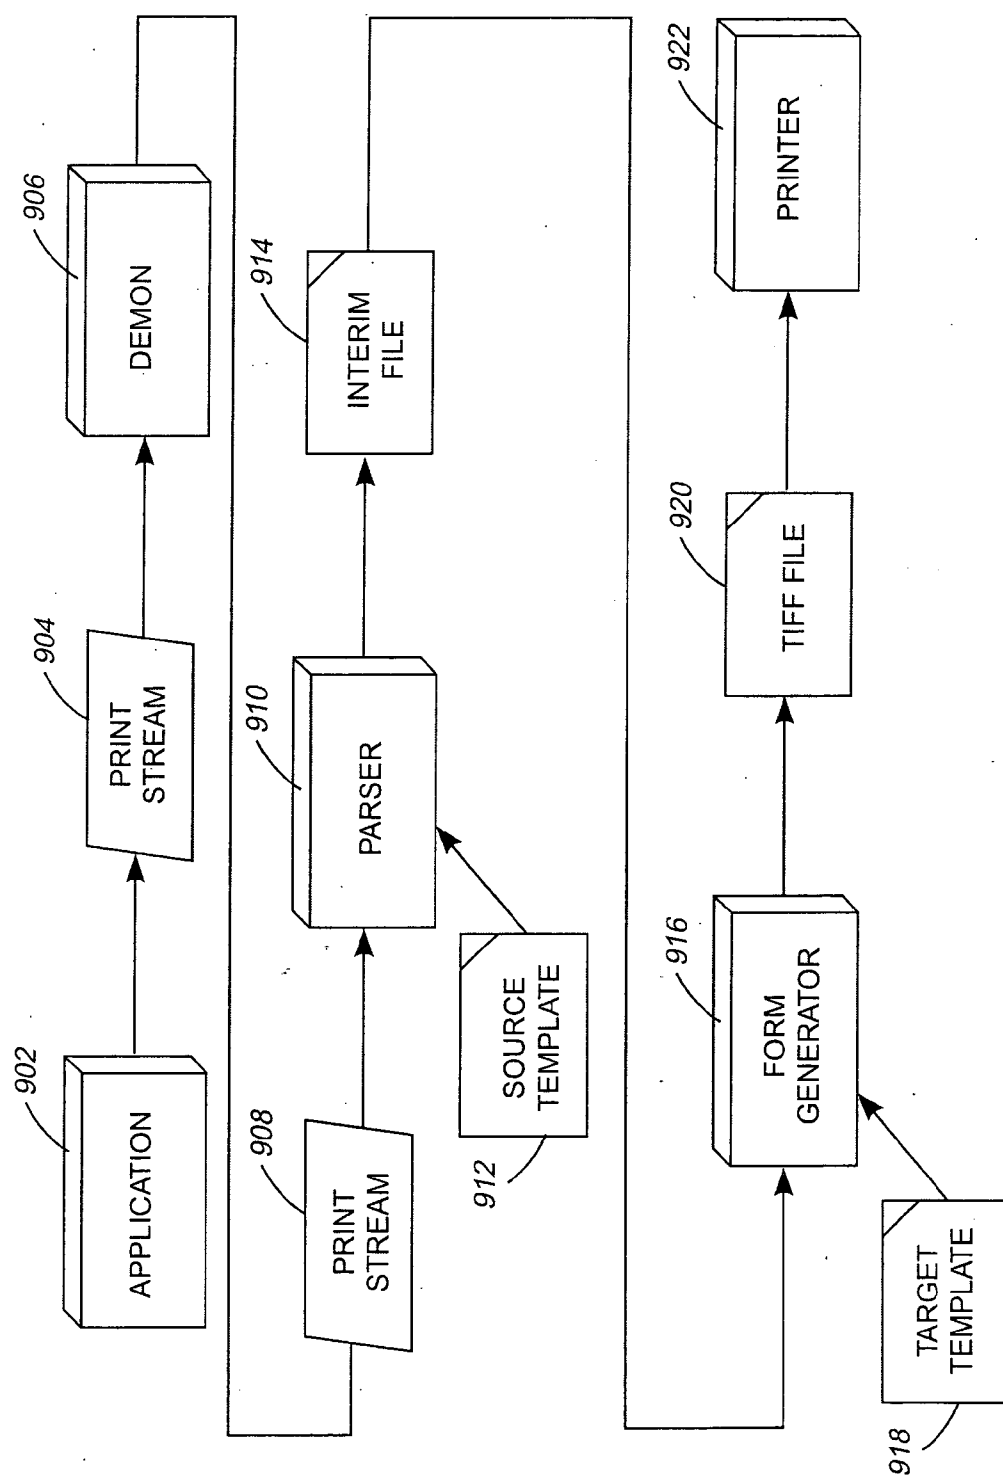 902
APPLICATION
904
PRINT
STREAM
906
DEMON
908
PRINT
STREAM
910
PARSER
912
SOURCE
TEMPLATE
914
INTERIM
FILE
916
FORM
GENERATOR
918
TARGET
TEMPLATE
920
TIFF FILE
922
PRINTER